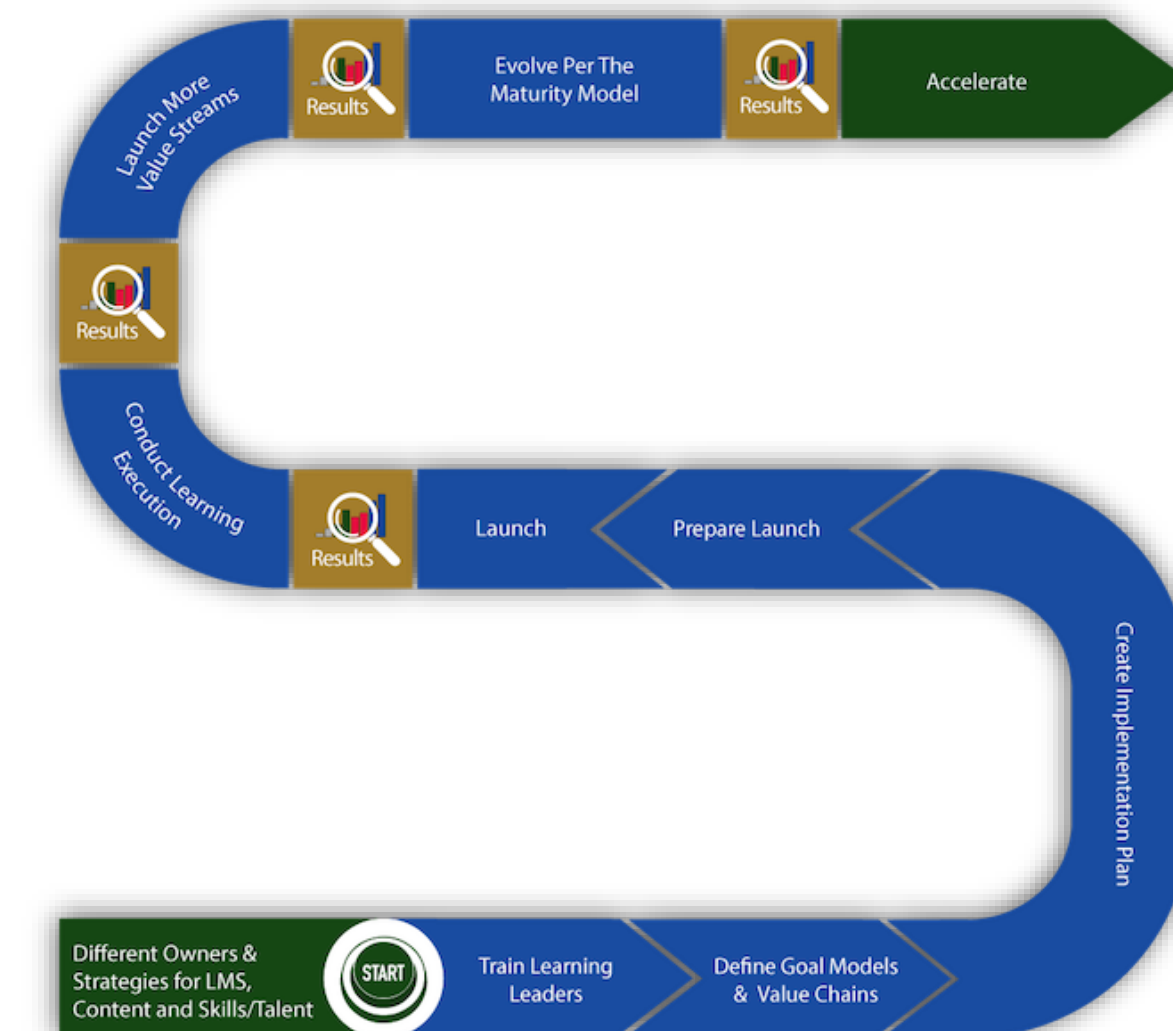 Launch More
Value Streams
Results
Evolve Per The
Maturity Model
Results
Accelerate
Results
Conduct Learning
Execution
Results
Launch
Prepare Launch
Create Implementation Plan
Different Owners &
Strategies for LMS,
Content and Skills/Talent
START
Train Learning
Leaders
Define Goal Models
& Value Chains